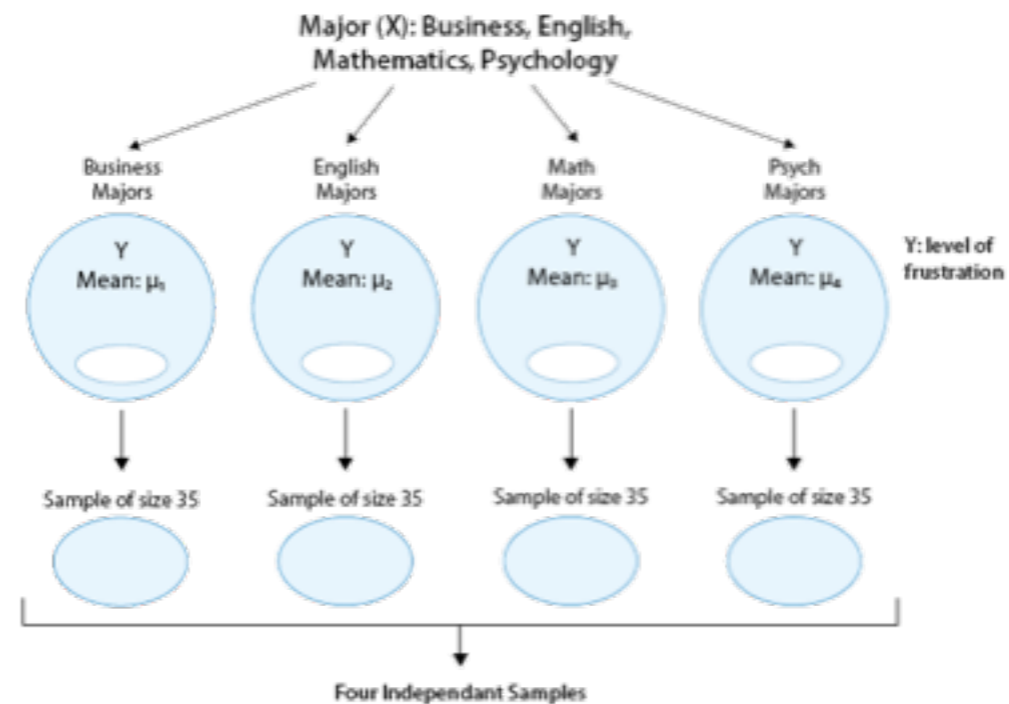 Major (X): Business, English,
Mathematics, Psychology
Business
Majors
English
Majors
Math
Majors
Psych
Majors
Y
Mean: μ₁
Y
Mean: μ₂
Y
Mean: μ₃
Y
Mean: μ₄
Y: level of
frustration
Sample of size 35
Sample of size 35
Sample of size 35
Sample of size 35
Four Independant Samples